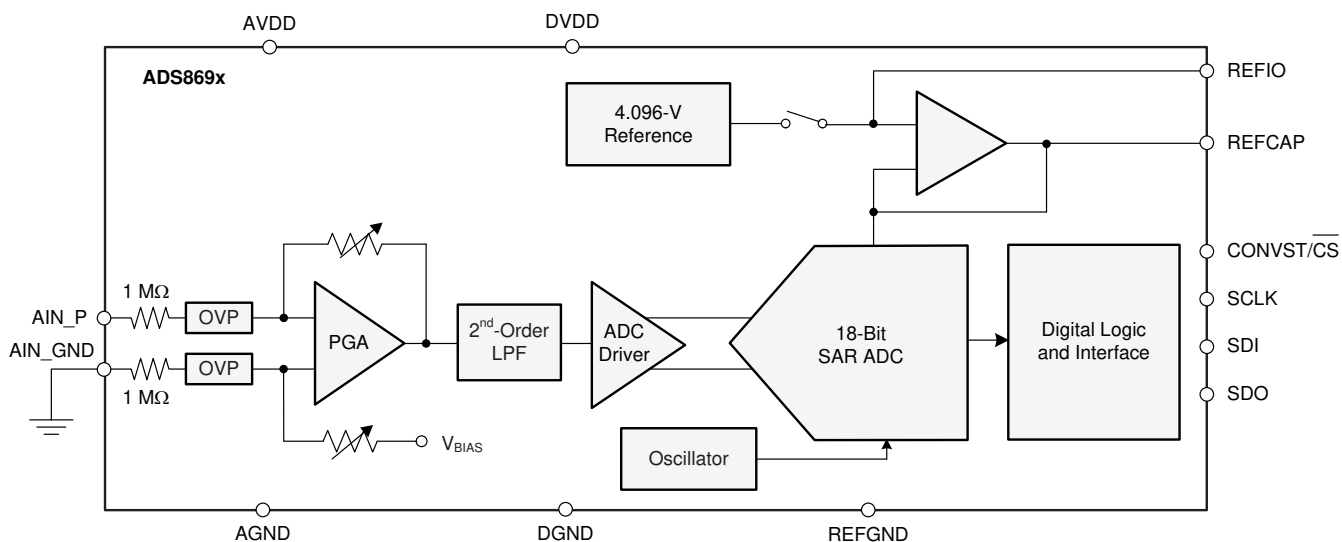 AVDD
DVDD
ADS869x
REFIO
4.096-V
Reference
REFCAP
CONVST/C̅S̅
1 MΩ
SCLK
AIN_P
OVP
2nd-Order
LPF
ADC
Driver
18-Bit
SAR ADC
Digital Logic
and Interface
PGA
AIN_GND
OVP
SDI
1 MΩ
SDO
VBIAS
Oscillator
AGND
DGND
REFGND